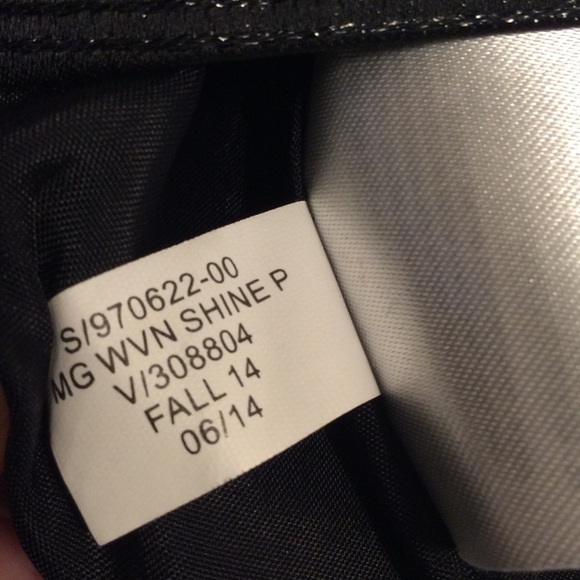 S/970622-00
MG WVN SHINE P
V/308804
FALL 14
06/14